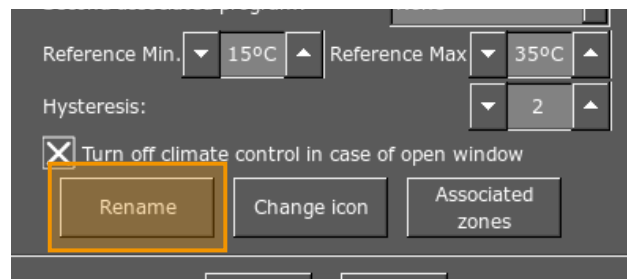 Reference Min. 15ºC Reference Max 35ºC
Hysteresis: 2
Turn off climate control in case of open window
Rename Change icon Associated zones